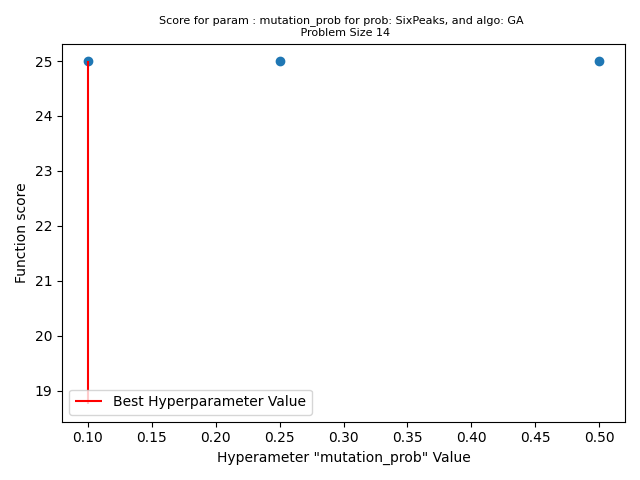 Score for param : mutation_prob for prob: SixPeaks, and algo: GA
Problem Size 14
Function score
25
24
23
22
21
20
19
Best Hyperparameter Value
0.10 0.15 0.20 0.25 0.30 0.35 0.40 0.45 0.50
Hyperameter "mutation_prob" Value